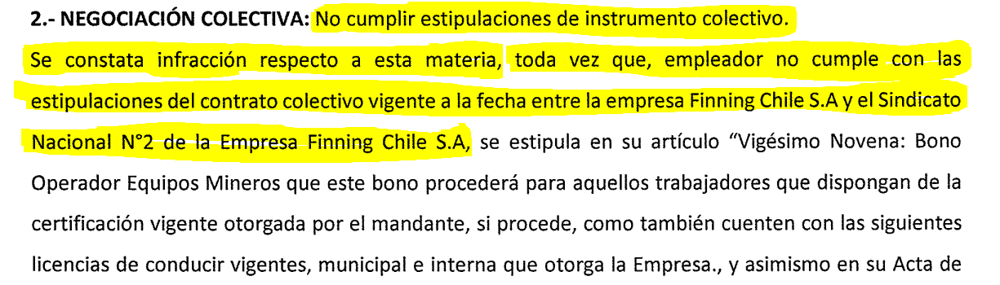 2.- NEGOCIACIÓN COLECTIVA: No cumplir estipulaciones de instrumento colectivo.
Se constata infracción respecto a esta materia, toda vez que, empleador no cumple con las
estipulaciones del contrato colectivo vigente a la fecha entre la empresa Finning Chile S.A y el Sindicato
Nacional N°2 de la Empresa Finning Chile S.A, se estipula en su artículo “Vigésimo Novena: Bono
Operador Equipos Mineros que este bono procederá para aquellos trabajadores que dispongan de la
certificación vigente otorgada por el mandante, si procede, como también cuenten con las siguientes
licencias de conducir vigentes, municipal e interna que otorga la Empresa., y asimismo en su Acta de